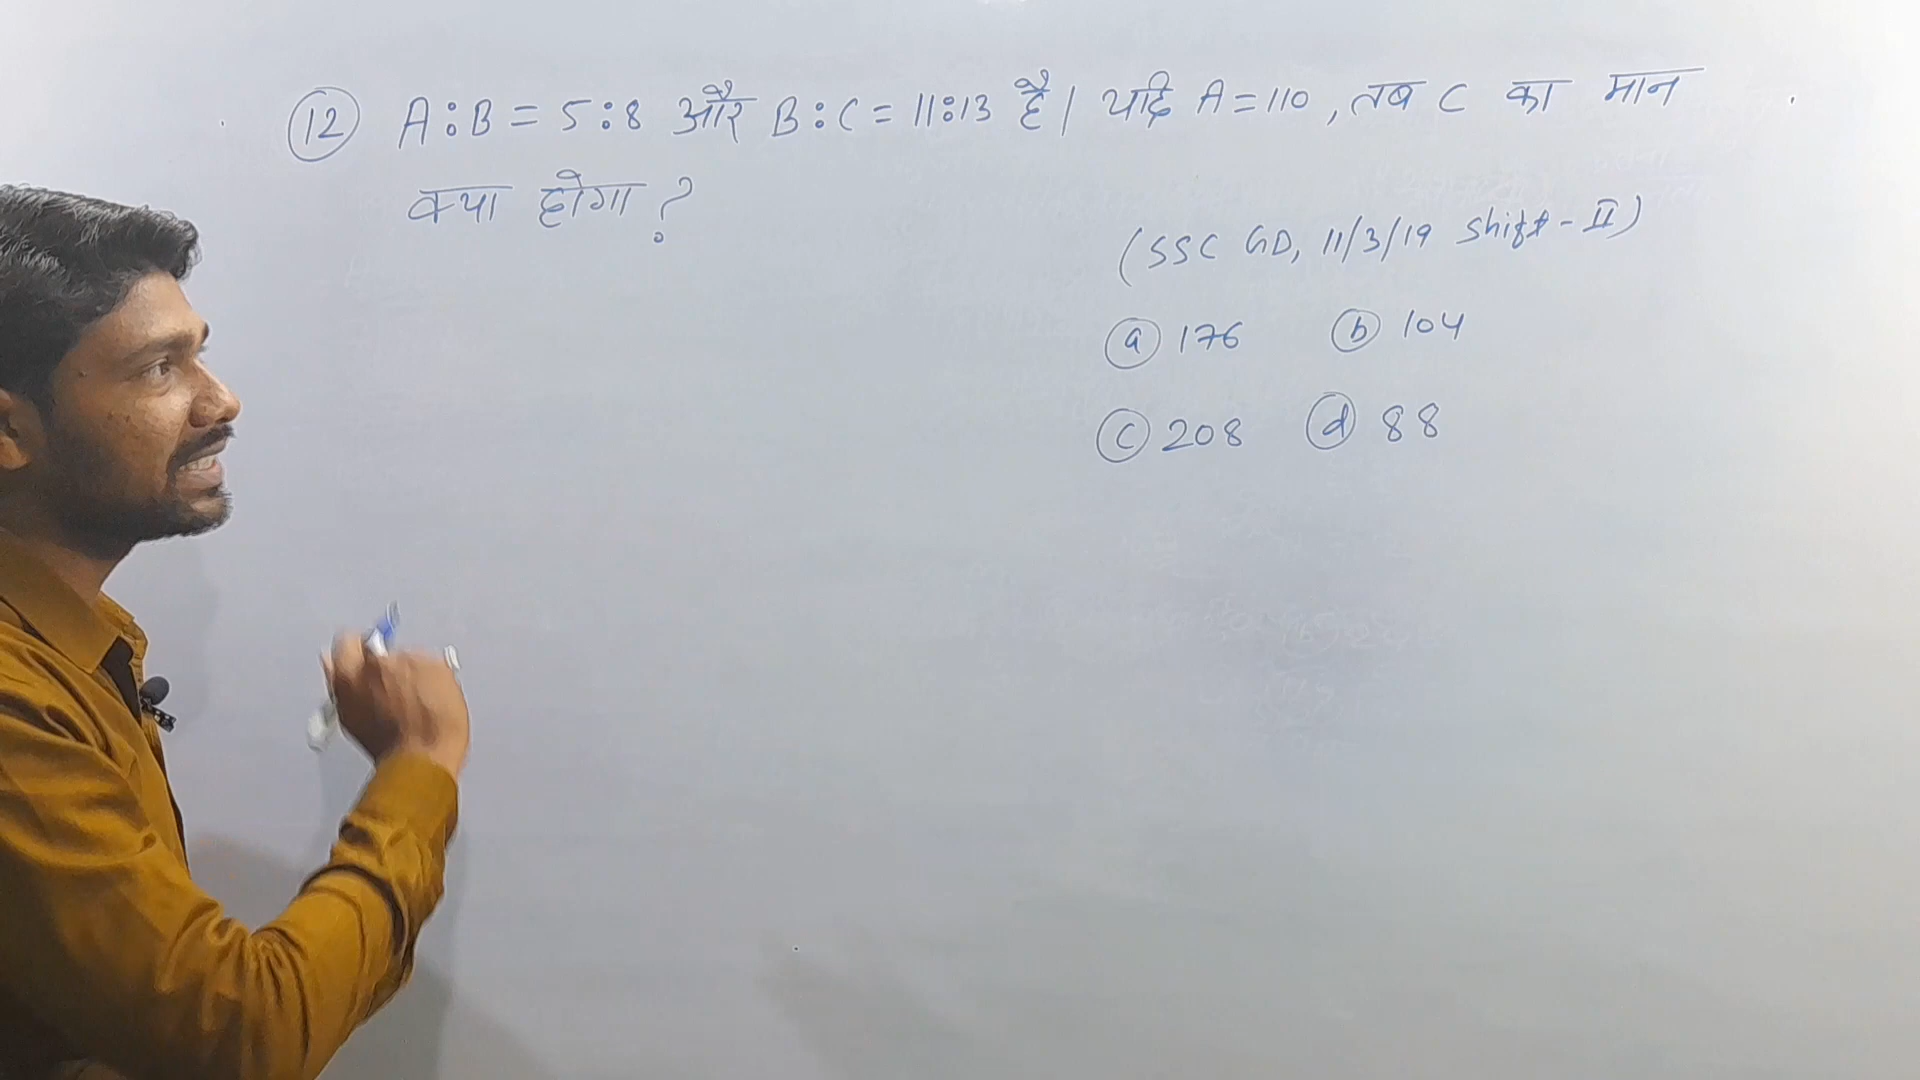 12 A:B = 5:8 और B:C = 11:13 है। यदि A=110, तब C का मान
क्या होगा?
(SSC GD, 11/3/19 Shift-II)
a 176 b 104
c 208 d 88